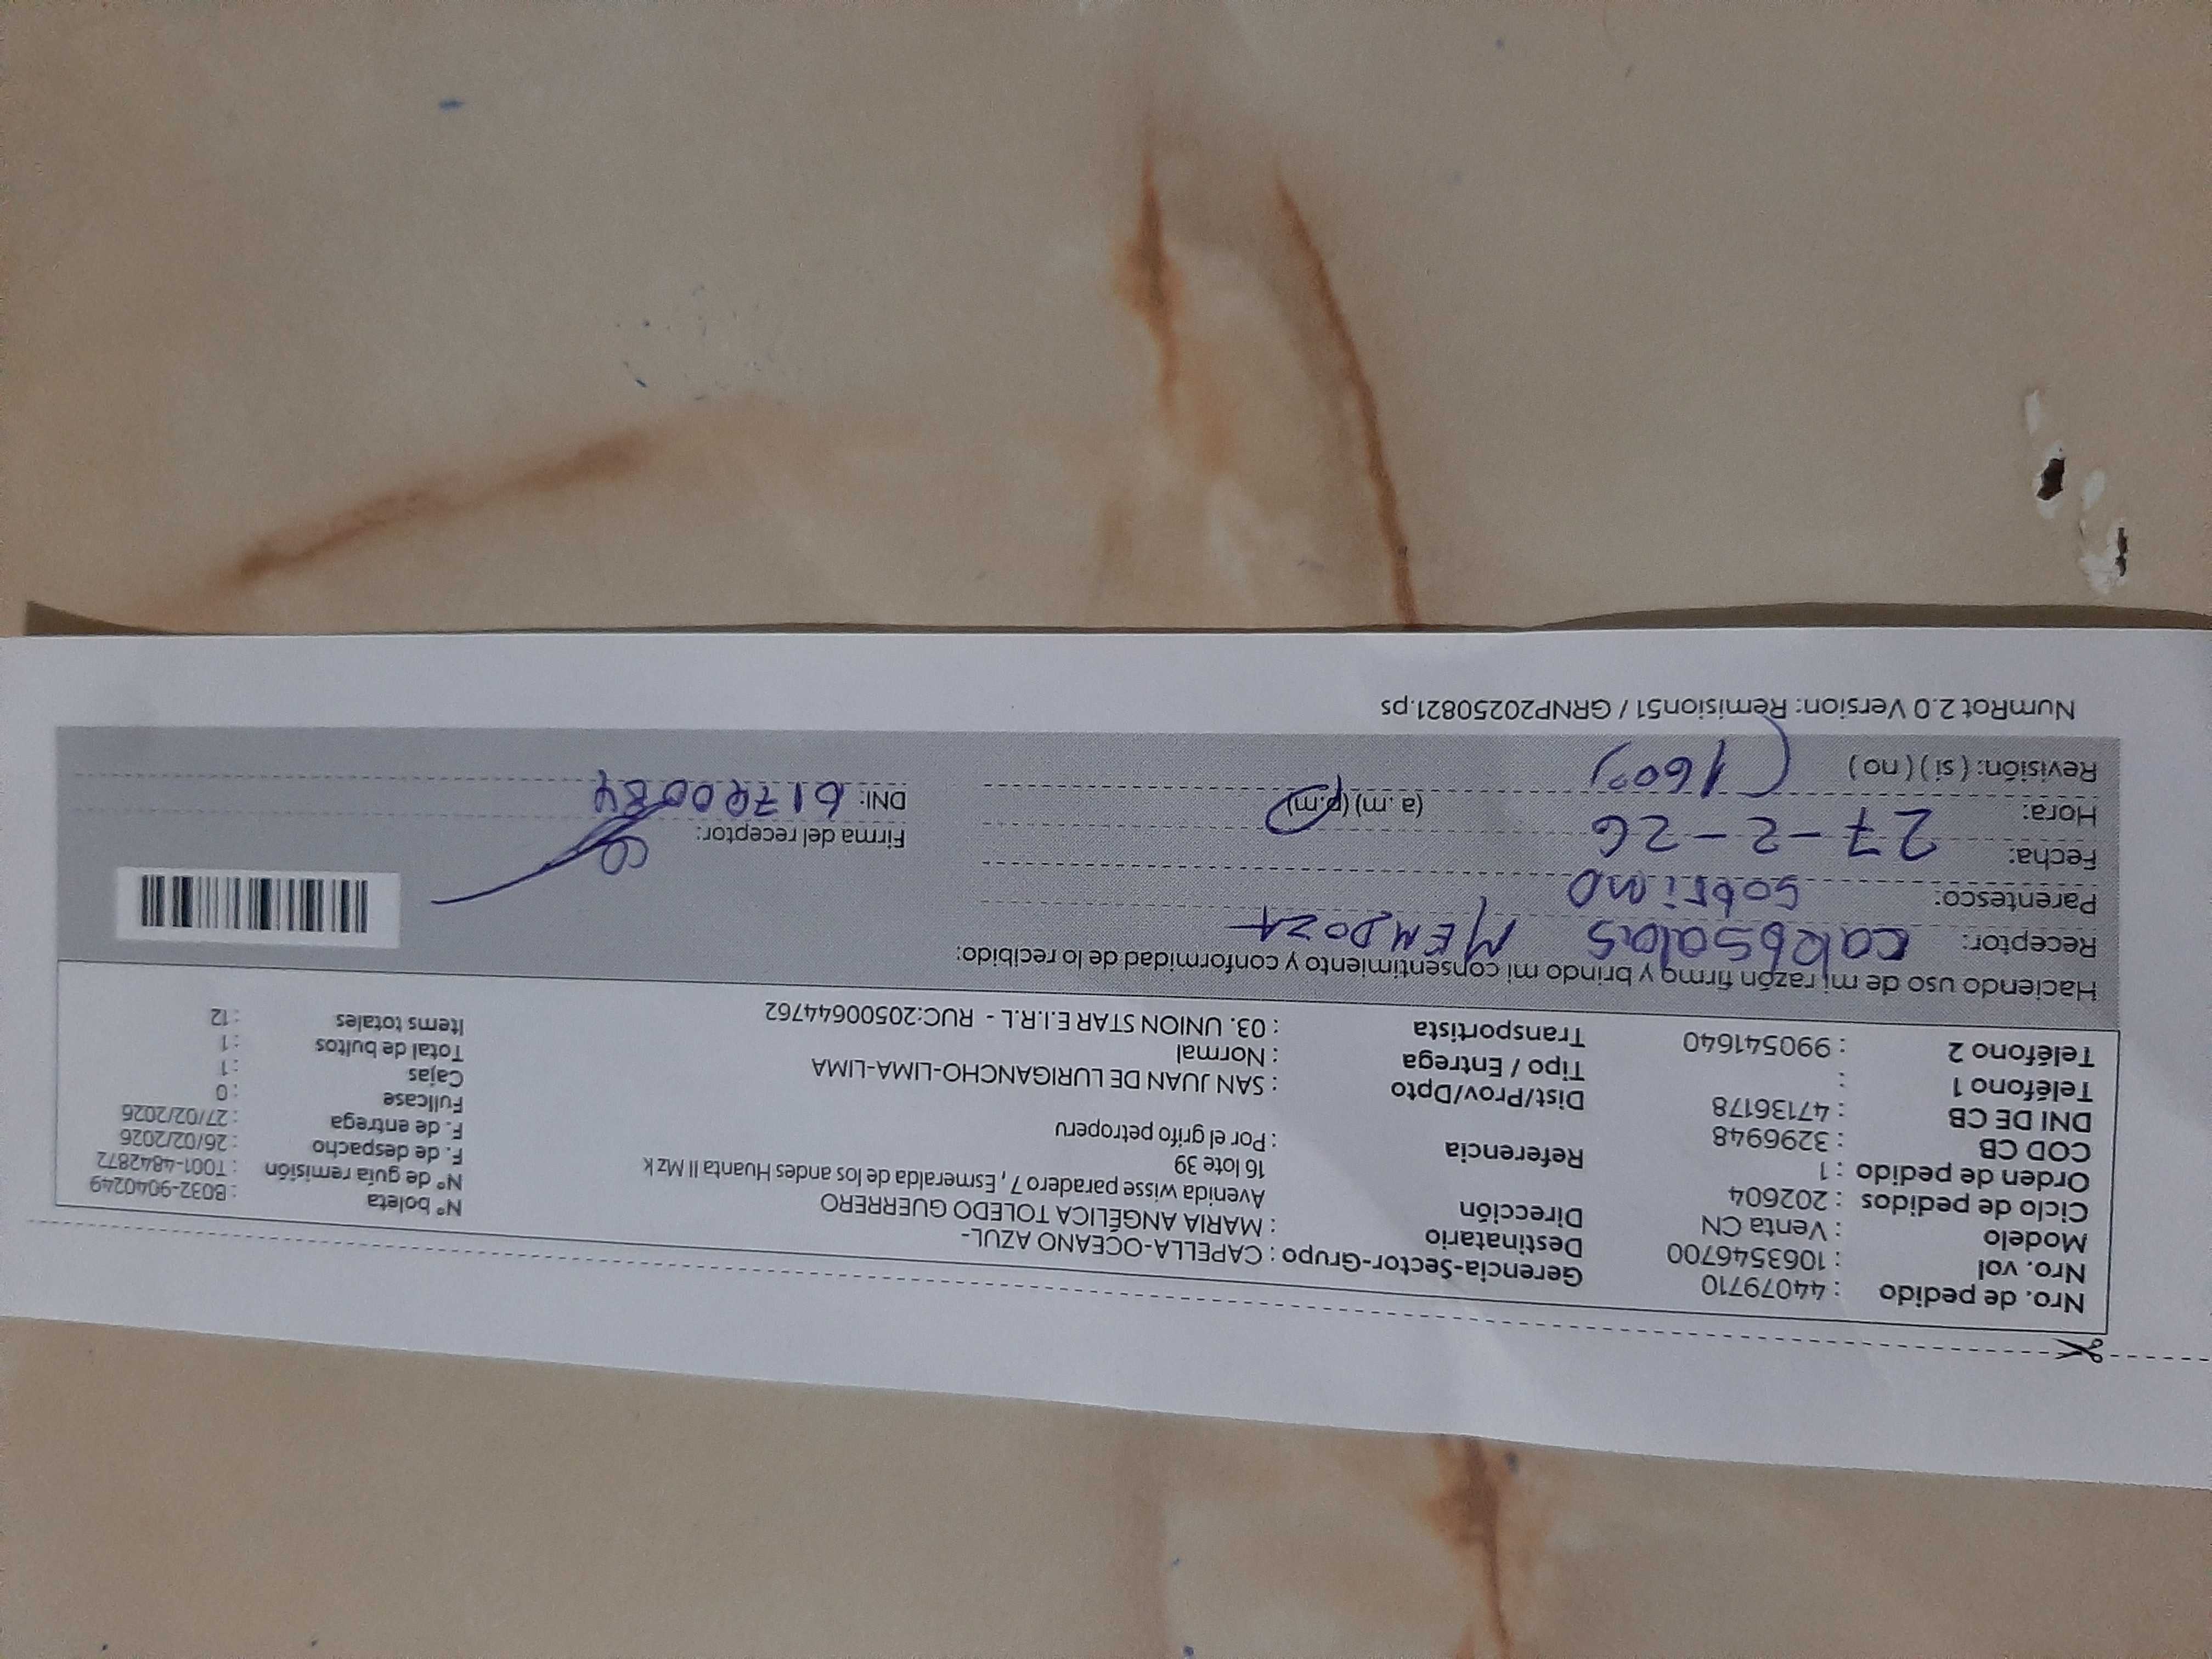 Nro. de pedido : 44079710
Nro. vol : 1063546700
Modelo : Venta CN
Ciclo de pedidos : 202604
Orden de pedido : 1
COD CB : 3296948
DNI DE CB : 47136178
Teléfono 1 :
Teléfono 2 : 990541640
Gerencia-Sector-Grupo : CAPELLA-OCEANO AZUL-
Destinatario : MARIA ANGÉLICA TOLEDO GUERRERO
Dirección Avenida wisse paradero 7, Esmeralda de los andes Huanta II Mz k
16 lote 39
Referencia : Por el grifo petroperu
Dist/Prov/Dpto : SAN JUAN DE LURIGANCHO-LIMA-LIMA
Tipo / Entrega : Normal
Transportista : 03. UNION STAR E.I.R.L - RUC:20500644762
N° boleta : B032-90440249
N° de guía remisión : T001-4842872
F. de despacho : 26/02/2026
F. de entrega : 27/02/2026
Fullcase : 0
Cajas : 1
Total de bultos : 1
Items totales : 12
Haciendo uso de mi razón firmo y brindo mi consentimiento y conformidad de lo recibido:
Receptor: MENDOZA
Parentesco: Sobrino
Fecha: 27-2-26
Hora: (a.m) (p.m)
Revisión: (sí) (no)
Firma del receptor:
DNI:
NumRot 2.0 Version: Remision51 / GRNP20250821.ps